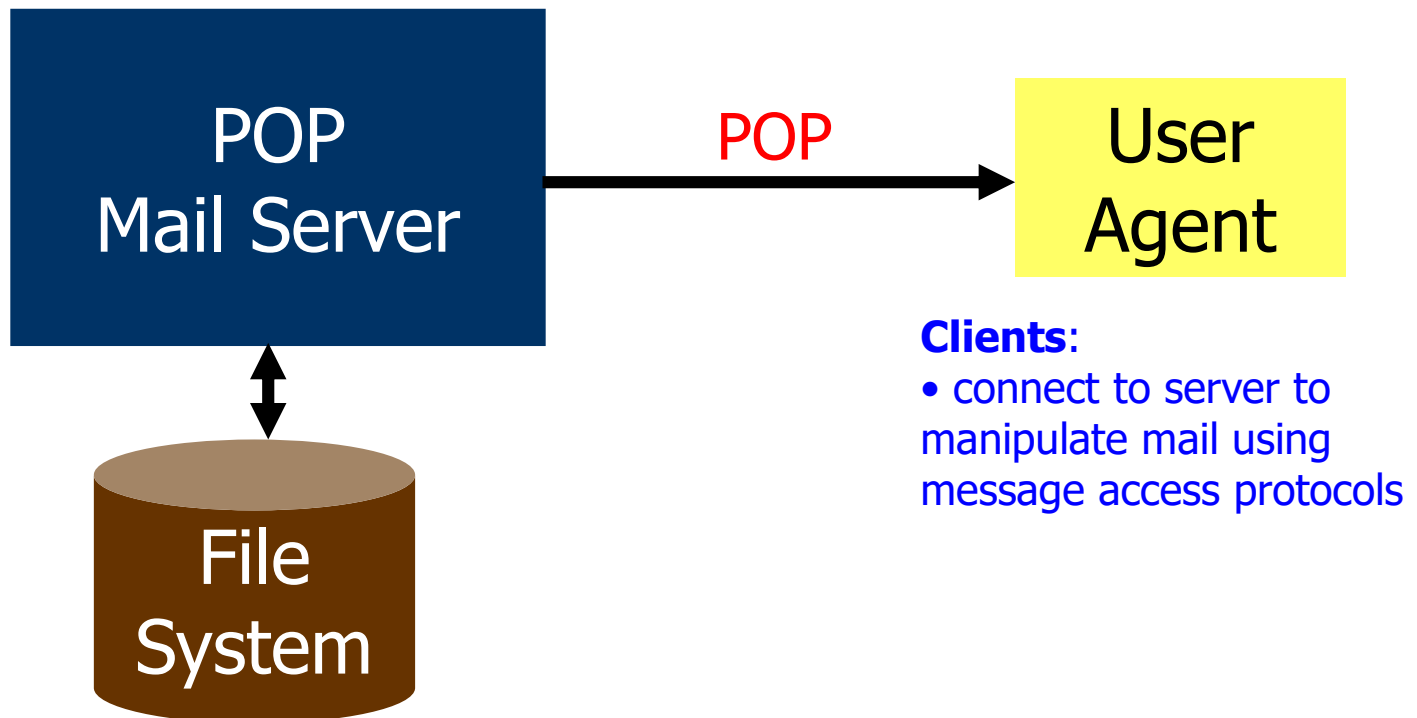 POP
Mail Server
POP
User
Agent
Clients:
• connect to server to
manipulate mail using
message access protocols
File
System